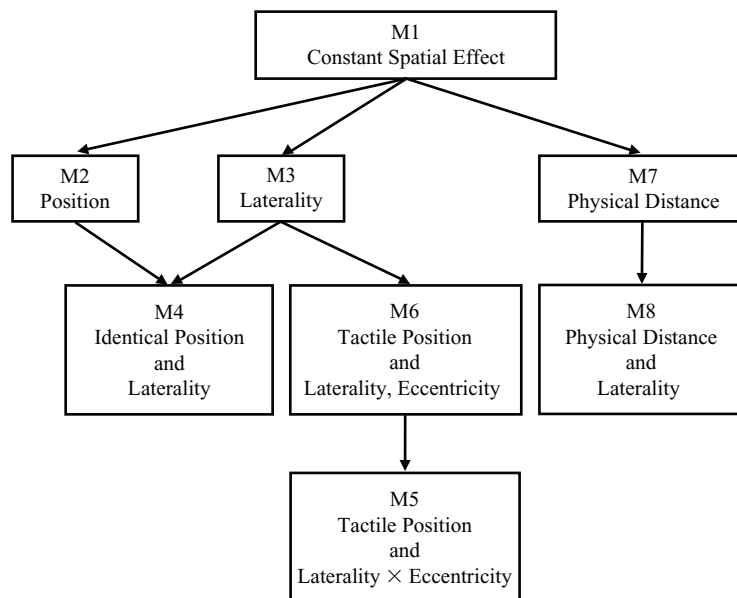 M1
Constant Spatial Effect
M2
Position
M3
Laterality
M7
Physical Distance
M4
Identical Position
and
Laterality
M6
Tactile Position
and
Laterality, Eccentricity
M8
Physical Distance
and
Laterality
M5
Tactile Position
and
Laterality × Eccentricity